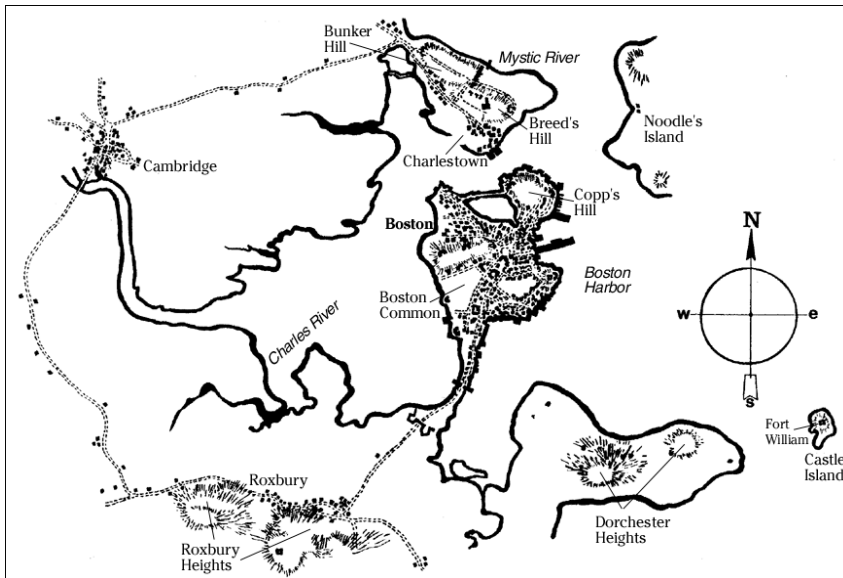 Bunker
Hill
Mystic River
Breed's
Hill
Noodle's
Island
Charlestown
Cambridge
Copp's
Hill
Boston
N
Boston
Harbor
Boston
Common
w
e
Charles River
s
Fort
William
Castle
Island
Roxbury
Dorchester
Heights
Roxbury
Heights